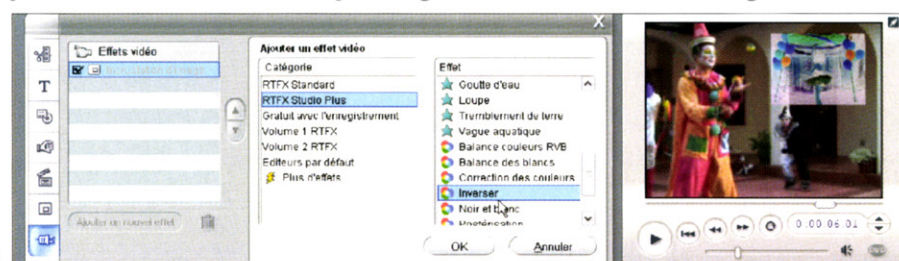 Effets vidéo
Ajouter un nouvel effet
Ajouter un effet vidéo
Catégorie
RTFX Standard
RTFX Studio Plus
Gratuit avec l'enregistrement
Volume 1 RTFX
Volume 2 RTFX
Editeurs par défaut
Plus d'effets
Effet
Goutte d'eau
Loupe
Tremblement de terre
Vague aquatique
Balance couleurs RVB
Balance des blancs
Correction des couleurs
Inverser
Noir et blanc
Postérisation
OK
Annuler
X
T
0:00:06.01